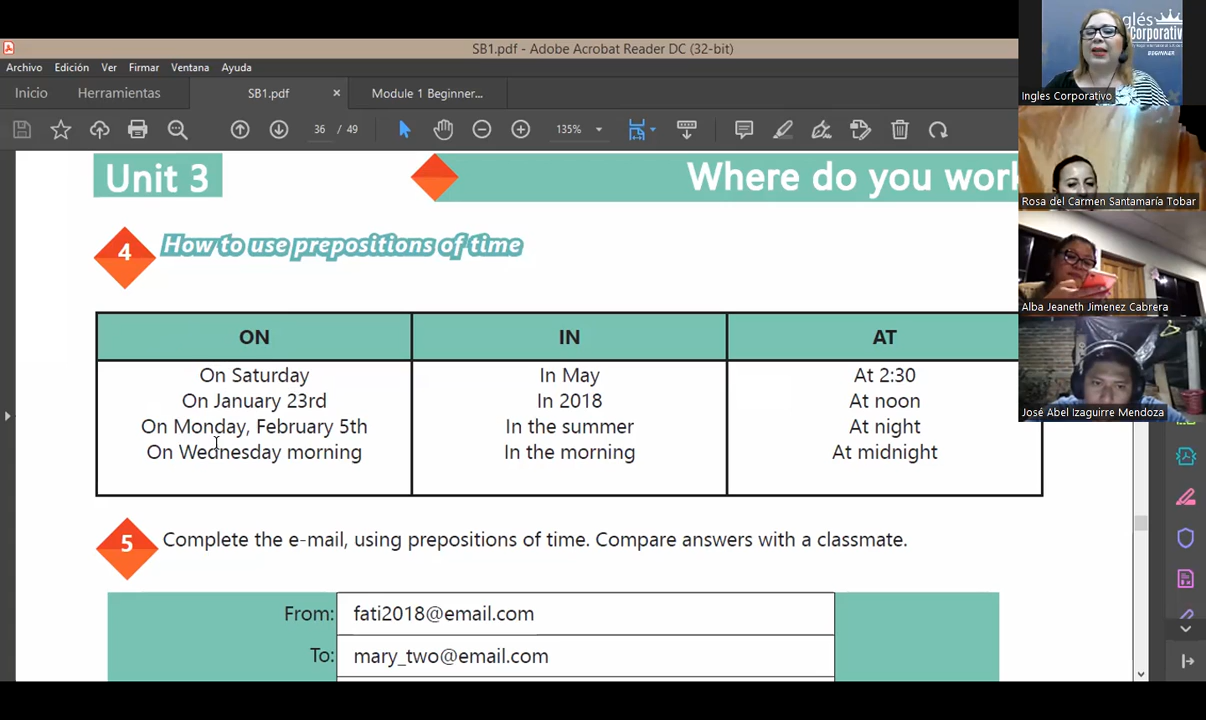 SB1.pdf - Adobe Acrobat Reader DC (32-bit)
Archivo Edición Ver Firmar Ventana Ayuda
Inicio Herramientas SB1.pdf × Module 1 Beginner...
36 / 49 135%
Unit 3 Where do you work
4 How to use prepositions of time
ON IN AT
On Saturday In May At 2:30
On January 23rd In 2018 At noon
On Monday, February 5th In the summer At night
On Wednesday morning In the morning At midnight
5 Complete the e-mail, using prepositions of time. Compare answers with a classmate.
From: fati2018@email.com
To: mary_two@email.com
glés
Corporativ
BEGINNER
Ingles Corporativo
Rosa del Carmen Santamaría Tobar
Alba Jeaneth Jimenez Cabrera
José Abel Izaguirre Mendoza